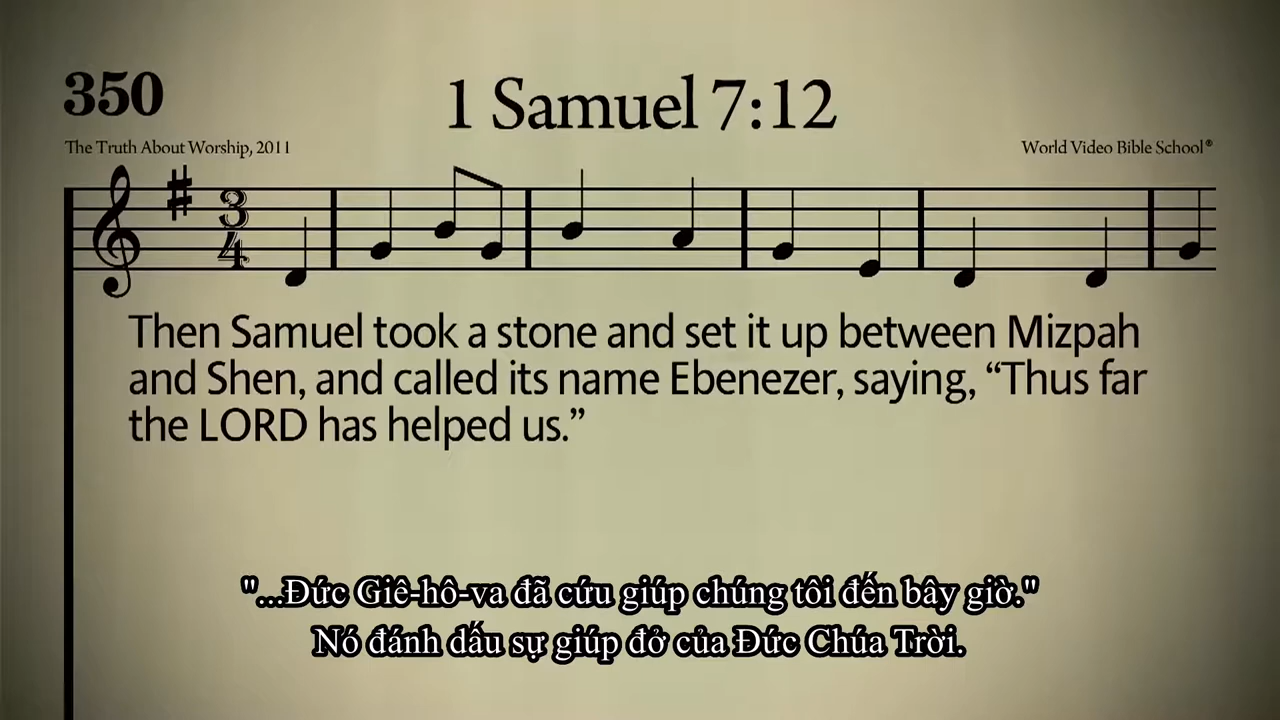 350
1 Samuel 7:12
The Truth About Worship, 2011
World Video Bible School®
3
4
Then Samuel took a stone and set it up between Mizpah
and Shen, and called its name Ebenezer, saying, “Thus far
the LORD has helped us.”
"...Đức Giê-hô-va đã cứu giúp chúng tôi đến bây giờ."
Nó đánh dấu sự giúp đở của Đức Chúa Trời.